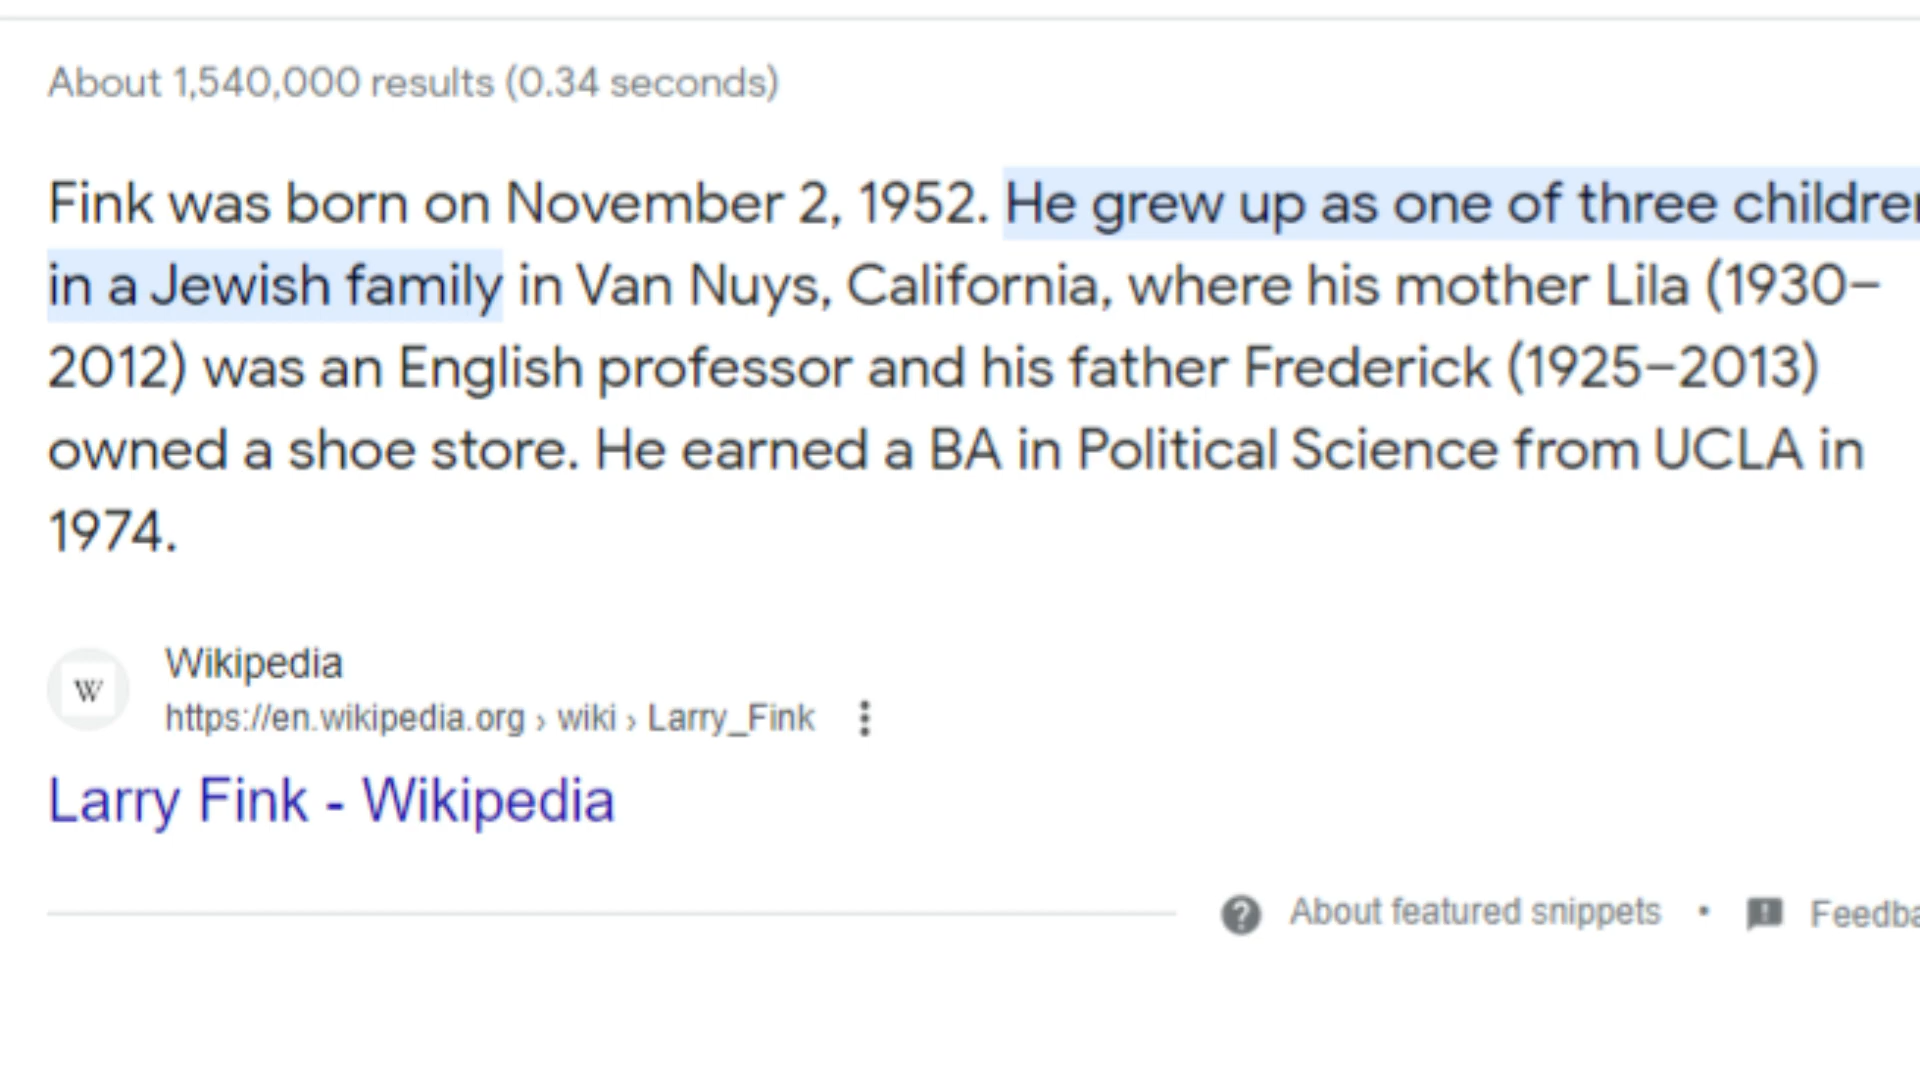 About 1,540,000 results (0.34 seconds)
Fink was born on November 2, 1952. He grew up as one of three
in a Jewish family in Van Nuys, California, where his mother Lila (1930–
2012) was an English professor and his father Frederick (1925–2013)
owned a shoe store. He earned a BA in Political Science from UCLA in
1974.
W
Wikipedia
https://en.wikipedia.org › wiki › Larry_Fink
Larry Fink - Wikipedia
About featured snippets •